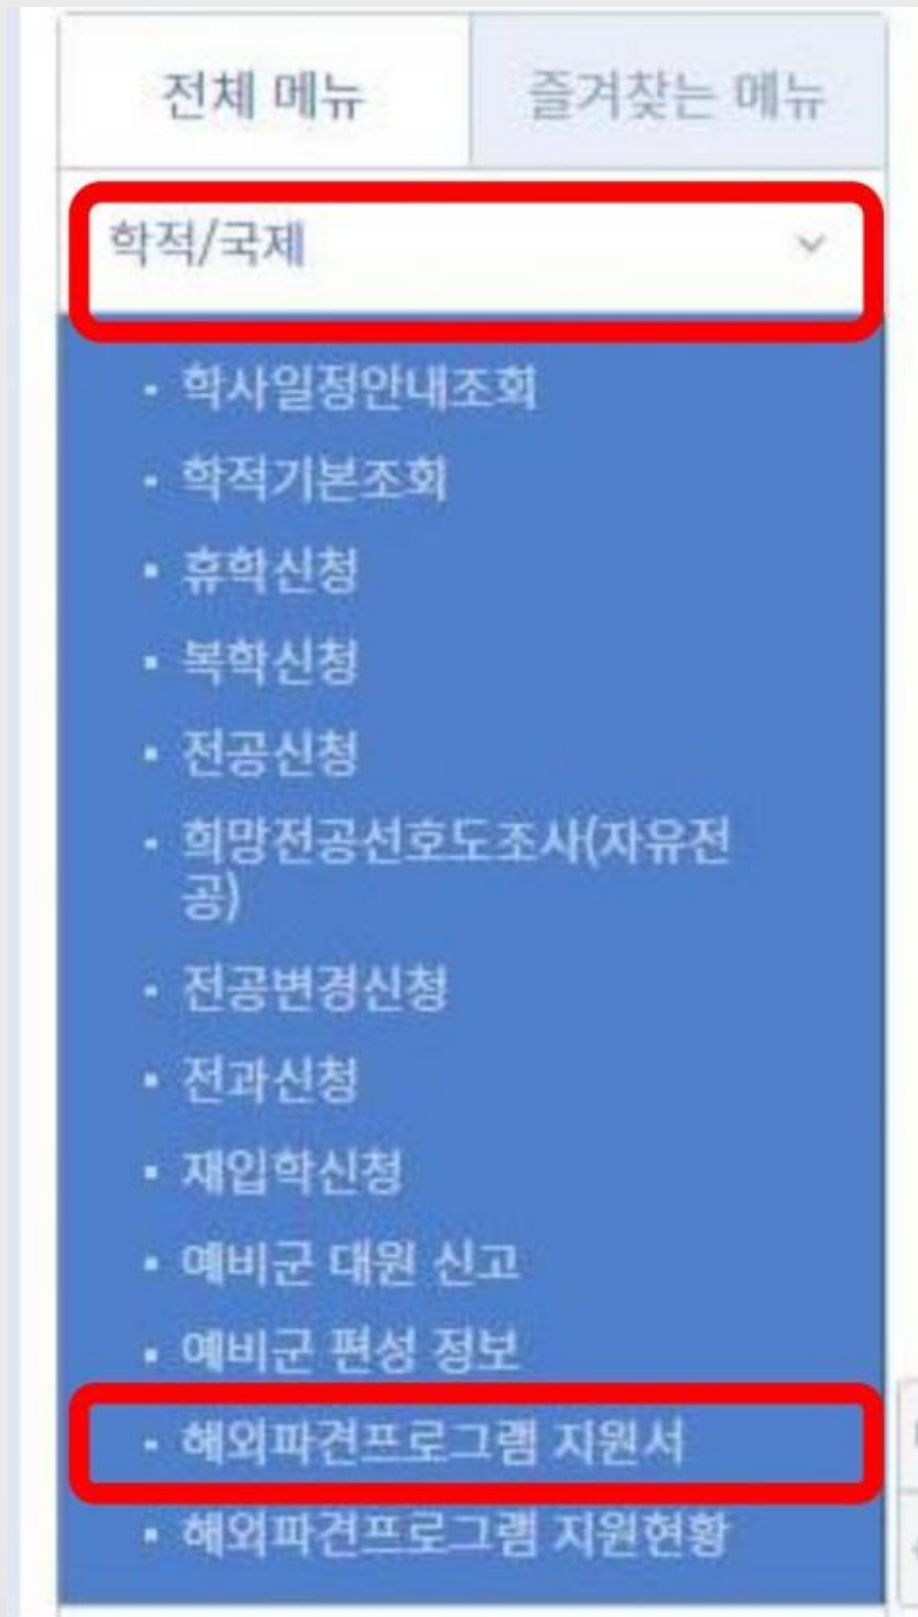 전체 메뉴
즐겨찾는 메뉴
학적/국제
· 학사일정안내조회
· 학적기본조회
· 휴학신청
· 복학신청
· 전공신청
· 희망전공선호도조사(자유전
공)
· 전공변경신청
· 전과신청
· 재입학신청
· 예비군 대원 신고
· 예비군 편성 정보
· 해외파견프로그램 지원서
· 해외파견프로그램 지원현황